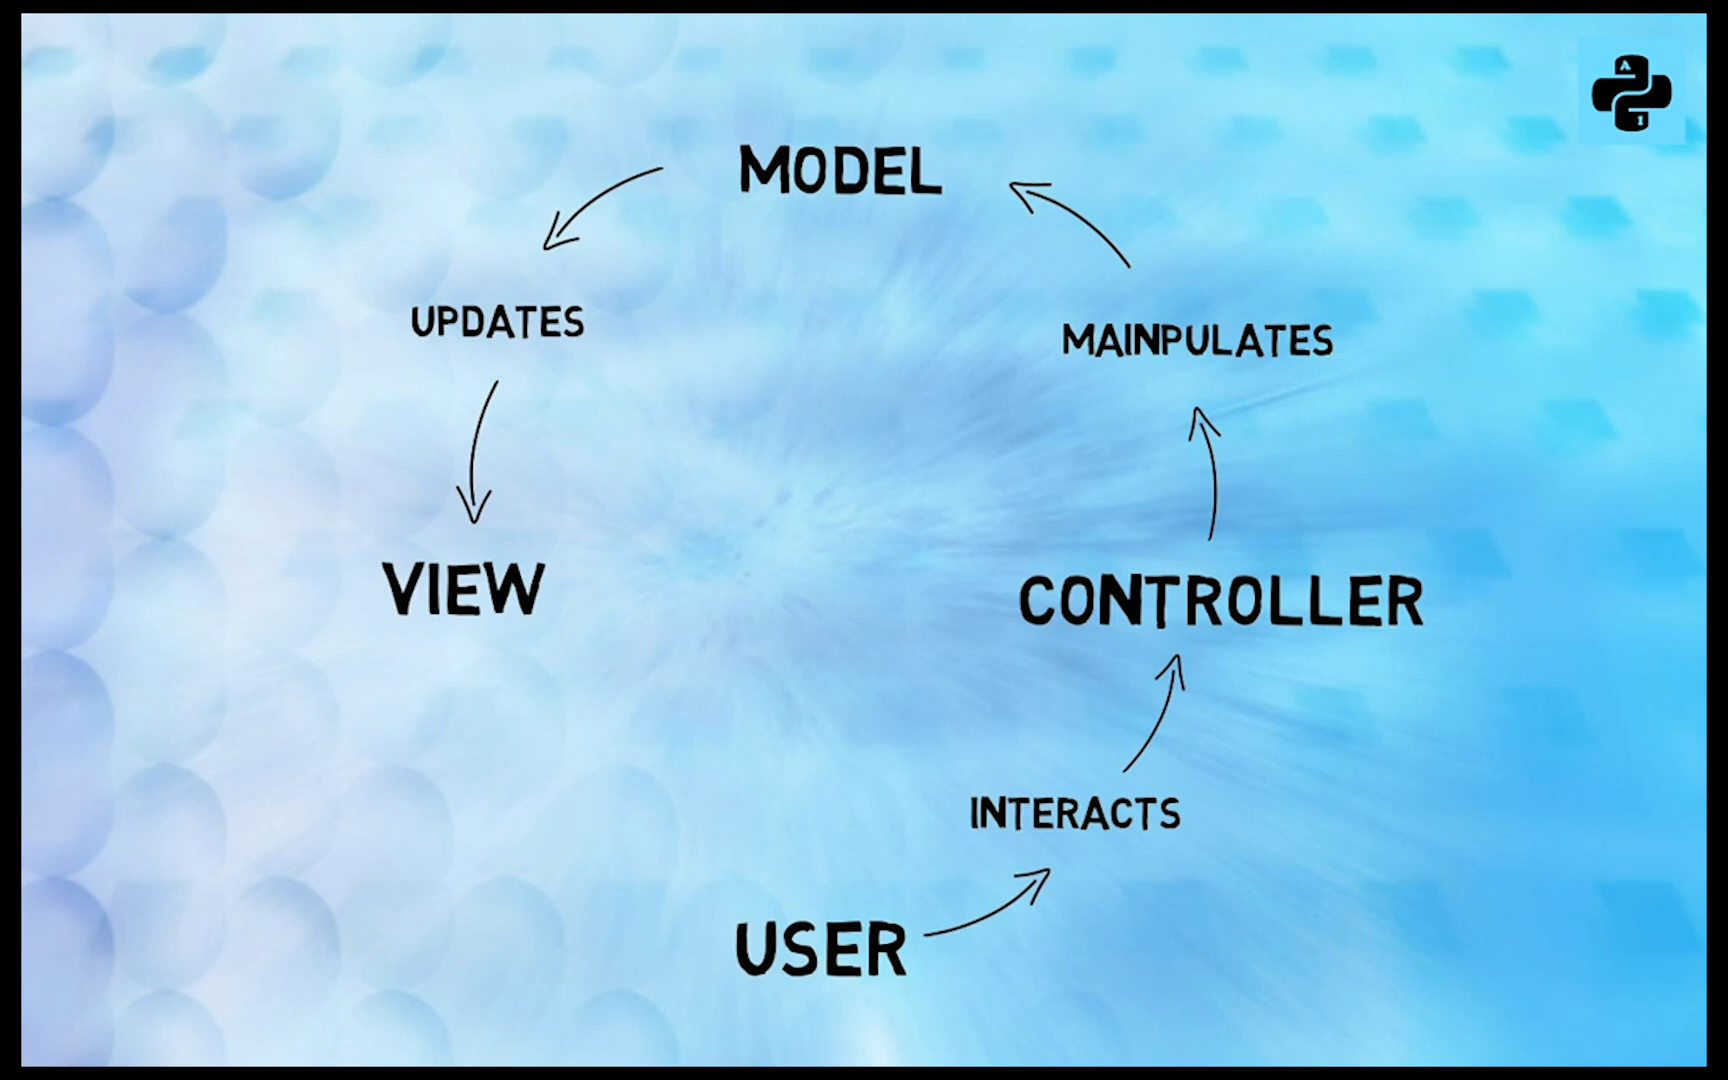 A
I
MODEL
UPDATES
MAINPULATES
VIEW
CONTROLLER
INTERACTS
USER